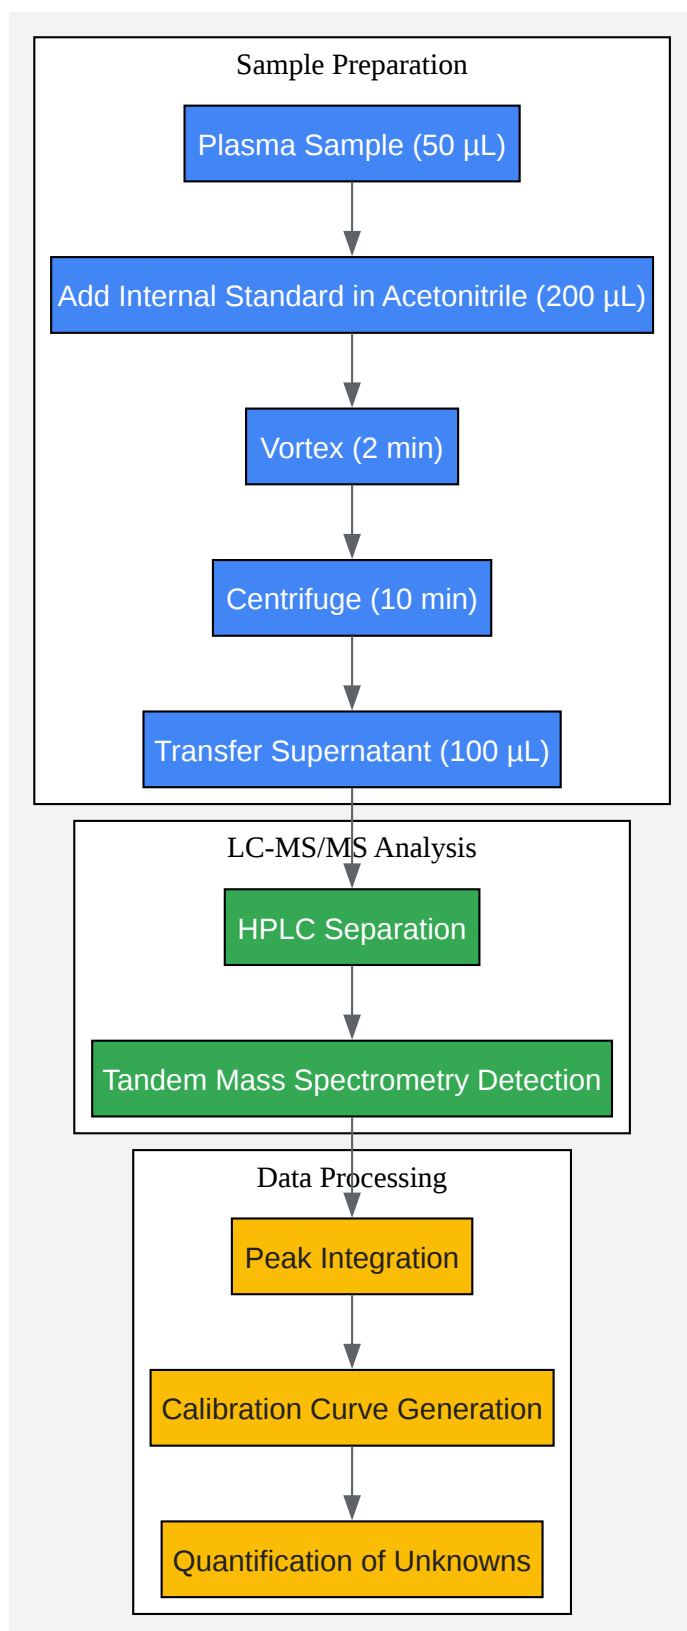 Sample Preparation
Plasma Sample (50 µL)
Add Internal Standard in Acetonitrile (200 µL)
Vortex (2 min)
Centrifuge (10 min)
Transfer Supernatant (100 µL)
LC-MS/MS Analysis
HPLC Separation
Tandem Mass Spectrometry Detection
Data Processing
Peak Integration
Calibration Curve Generation
Quantification of Unknowns